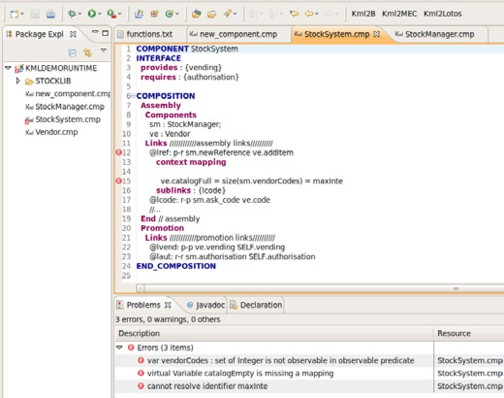 Kml2B Kml2MEC Kml2Lotos
Package Expl
functions.txt new_component.cmp StockSystem.cmp StockManager.cmp
KMLDEMORUNTIME
STOCKLIB
new_component.cmp
StockManager.cmp
StockSystem.cmp
Vendor.cmp
1 COMPONENT StockSystem
2 INTERFACE
3 provides : {vending}
4 requires : {authorisation}
5
6 COMPOSITION
7 Assembly
8 Components
9 sm : StockManager;
10 ve : Vendor
11 Links ////////////assembly links//////////
12 @lref: p-r sm.newReference ve.addItem
13 context mapping
14
15 ve.catalogFull = size(sm.vendorCodes) = maxInte
16 sublinks : {lcode}
17 @lcode: r-r sm.ask_code ve.code
18 //...
19 End // assembly
20 Promotion
21 Links ////////////promotion links//////////
22 @lvend: p-p ve.vending SELF.vending
23 @laut: r-r sm.authorisation SELF.authorisation
24 END_COMPOSITION
25
Problems Javadoc Declaration
3 errors, 0 warnings, 0 others
Description Resource
Errors (3 items)
var vendorCodes : set of Integer is not observable in observable predicate StockSystem.cmp
virtual Variable catalogEmpty is missing a mapping StockSystem.cmp
cannot resolve identifier maxInte StockSystem.cmp